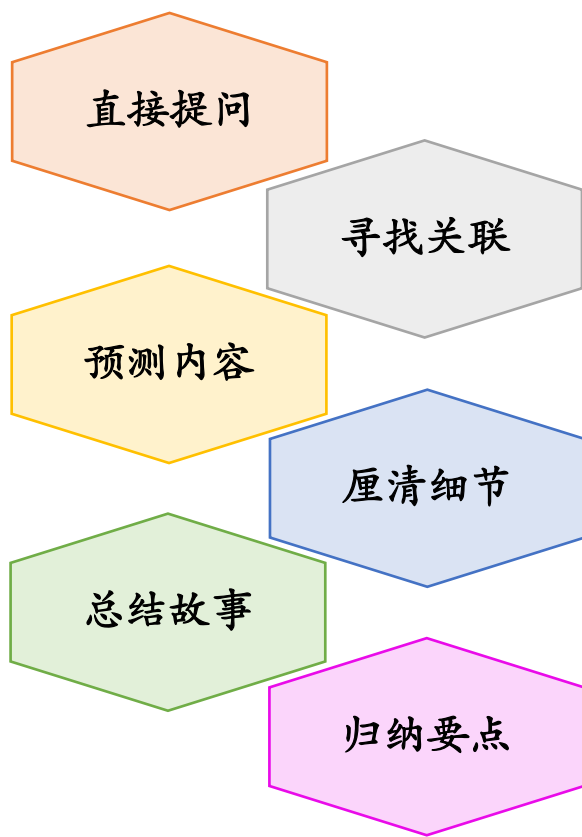 直接提问
寻找关联
预测内容
厘清细节
总结故事
归纳要点